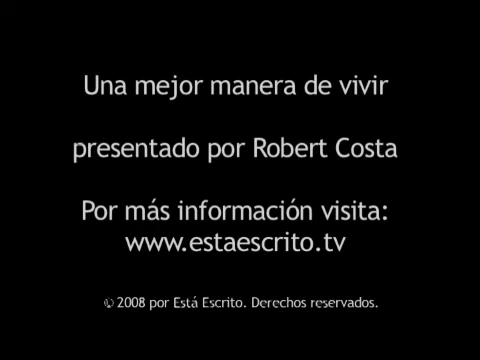 Una mejor manera de vivir
presentado por Robert Costa
Por más información visita:
www.estaescrito.tv
© 2008 por Está Escrito. Derechos reservados.